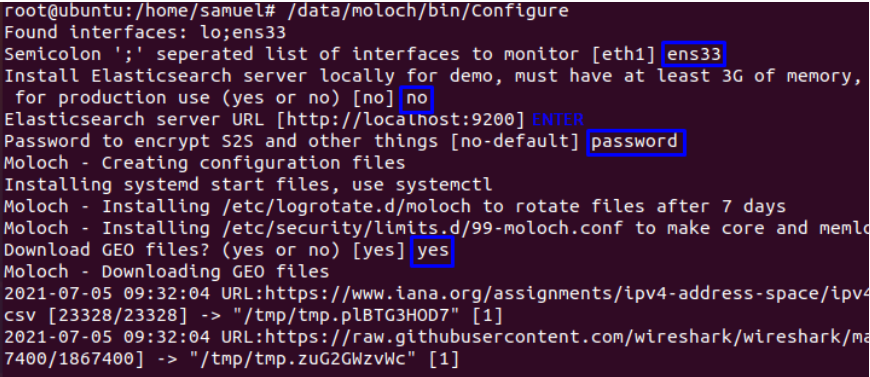 root@ubuntu:/home/samuel# /data/moloch/bin/Configure
Found interfaces: lo;ens33
Semicolon ';' seperated list of interfaces to monitor [eth1] ens33
Install Elasticsearch server locally for demo, must have at least 3G of memory,
for production use (yes or no) [no] no
Elasticsearch server URL [http://localhost:9200] ENTER
Password to encrypt S2S and other things [no-default] password
Moloch - Creating configuration files
Installing systemd start files, use systemctl
Moloch - Installing /etc/logrotate.d/moloch to rotate files after 7 days
Moloch - Installing /etc/security/limits.d/99-moloch.conf to make core and memlo
Download GEO files? (yes or no) [yes] yes
Moloch - Downloading GEO files
2021-07-05 09:32:04 URL:https://www.iana.org/assignments/ipv4-address-space/ipv4
csv [23328/23328] -> "/tmp/tmp.plBTG3HOD7" [1]
2021-07-05 09:32:04 URL:https://raw.githubusercontent.com/wireshark/wireshark/ma
7400/1867400] -> "/tmp/tmp.zuG2GWzvWc" [1]